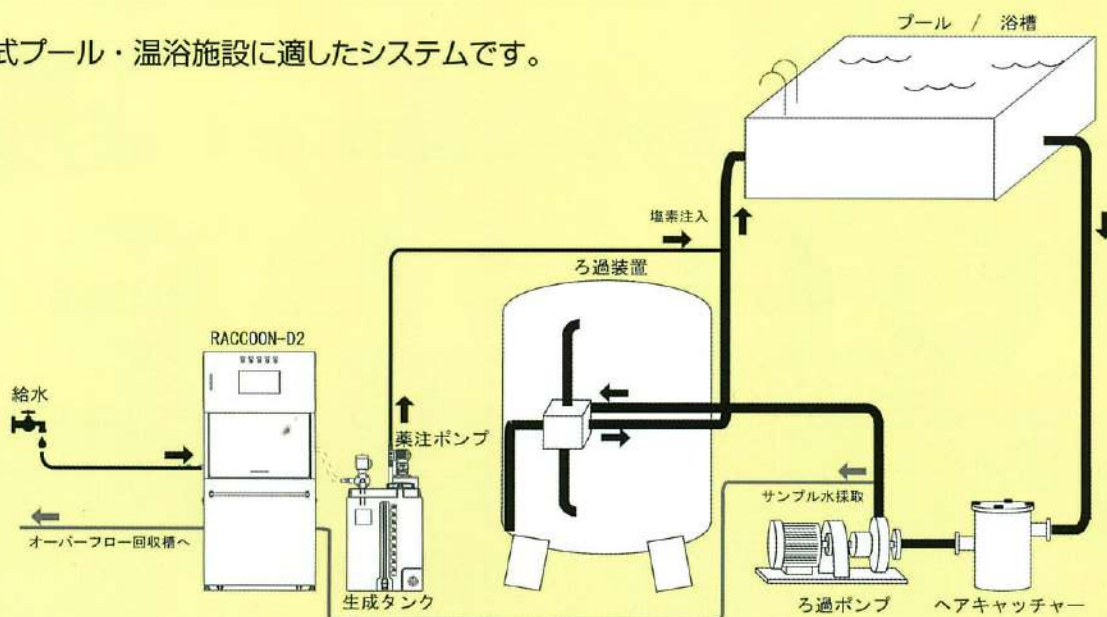 式プール・温浴施設に適したシステムです。
プール / 浴槽
塩素注入
ろ過装置
RACCOON-D2
給水
薬注ポンプ
サンプル水採取
オーバーフロー回収槽へ
生成タンク
ろ過ポンプ
ヘアキャッチャー